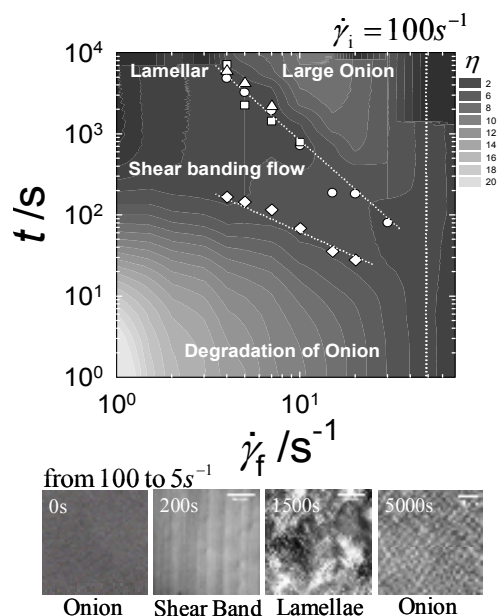 γ̇i = 100s⁻¹
η
2
6
8
10
12
14
16
18
20
10⁴
10³
10²
10¹
10⁰
t /s
Lamellar
Large Onion
Shear banding flow
Degradation of Onion
10⁰
10¹
γ̇f /s⁻¹
from 100 to 5s⁻¹
0s
200s
1500s
5000s
Onion
Shear Band
Lamellae
Onion